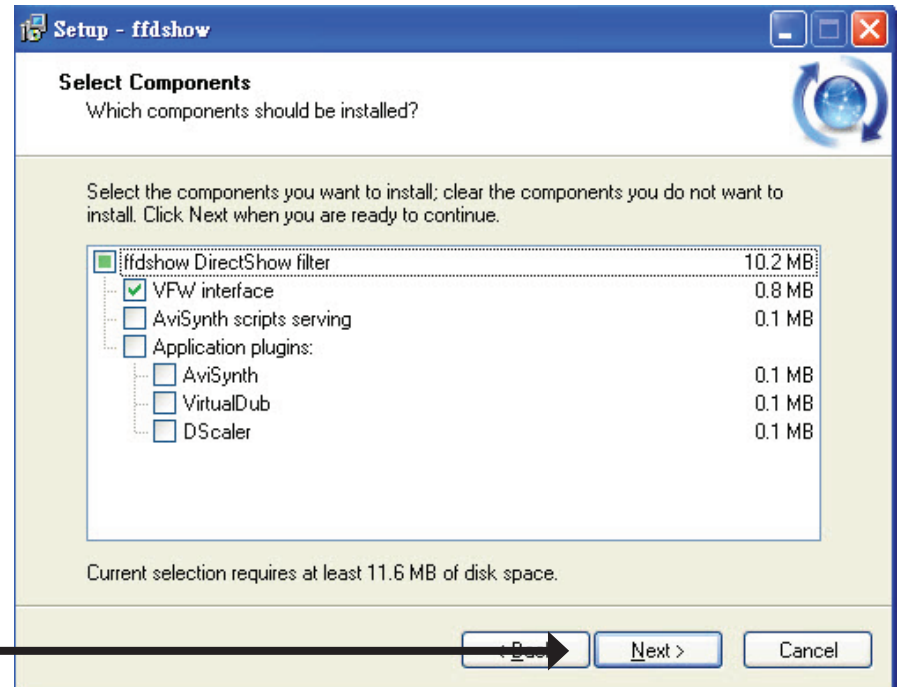 Setup - ffdshow
Select Components
Which components should be installed?
Select the components you want to install; clear the components you do not want to
install. Click Next when you are ready to continue.
ffdshow DirectShow filter 10.2 MB
VFW interface 0.8 MB
AviSynth scripts serving 0.1 MB
Application plugins:
AviSynth 0.1 MB
VirtualDub 0.1 MB
DScaler 0.1 MB
Current selection requires at least 11.6 MB of disk space.
Next >
Cancel